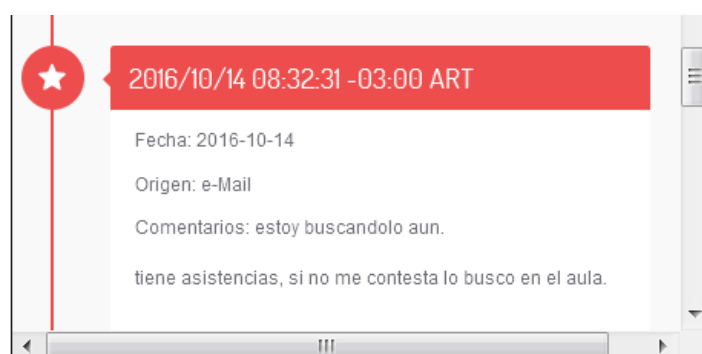 2016/10/14 08:32:31 -03:00 ART
Fecha: 2016-10-14
Origen: e-Mail
Comentarios: estoy buscandolo aun.
tiene asistencias, si no me contesta lo busco en el aula.